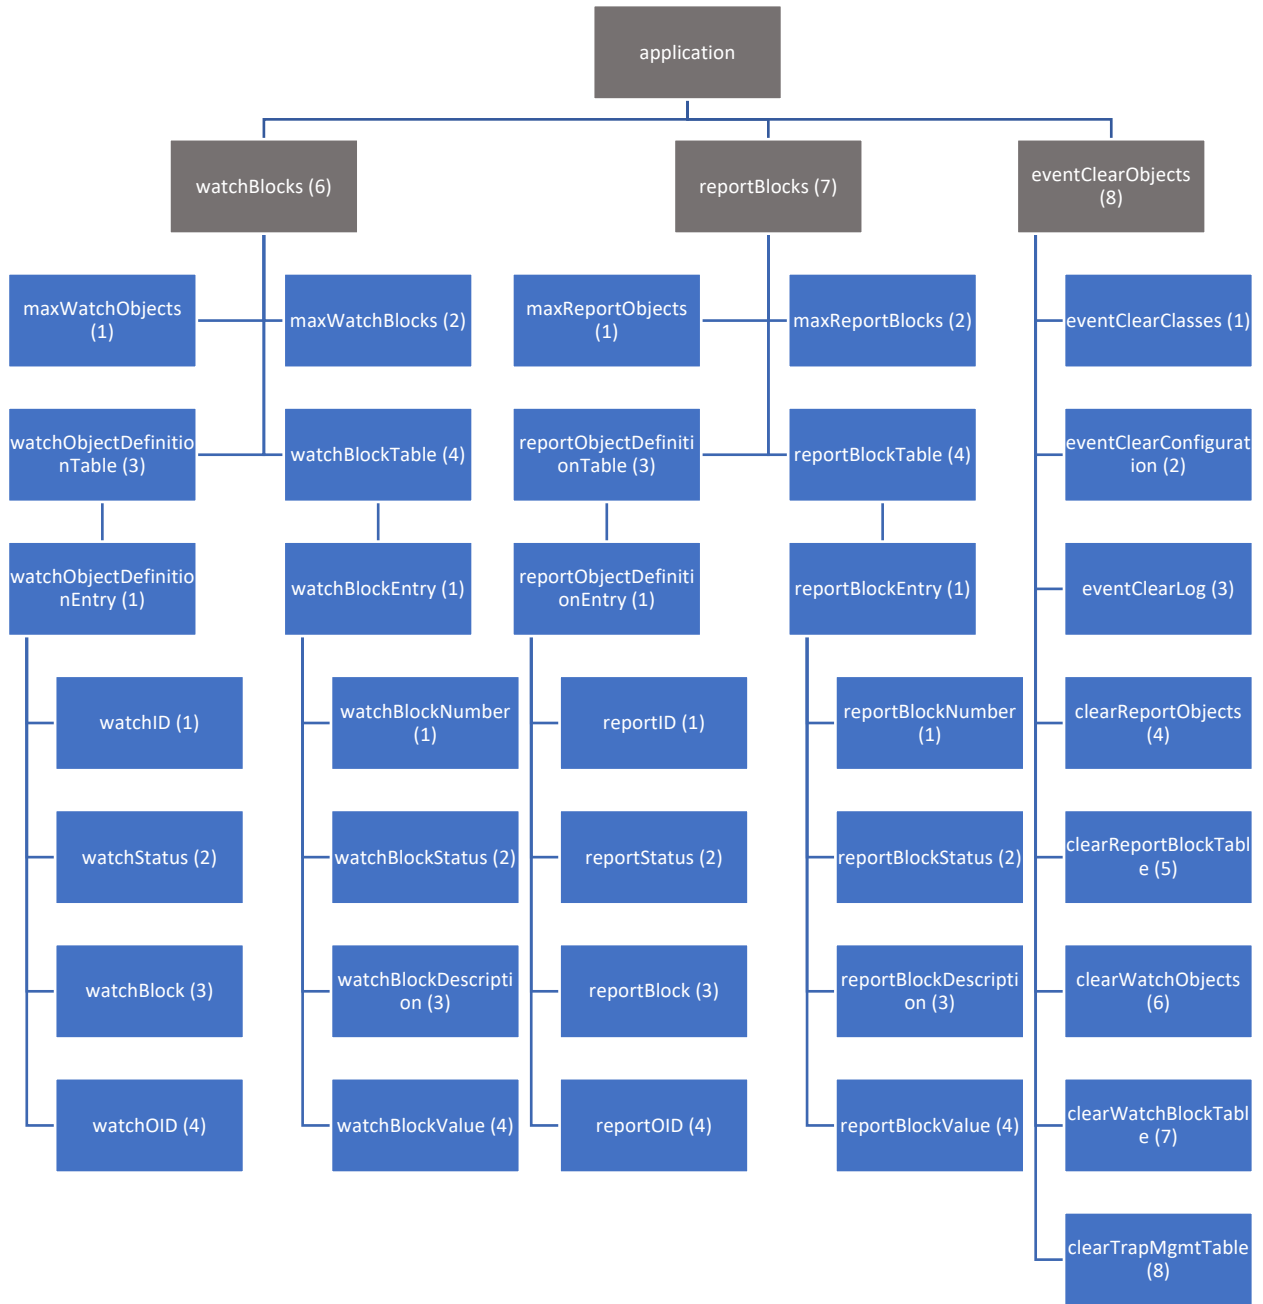 application
watchBlocks (6)
reportBlocks (7)
eventClearObjects
(8)
maxWatchObjects
(1)
maxWatchBlocks (2)
maxReportObjects
(1)
maxReportBlocks (2)
eventClearClasses (1)
watchObjectDefinitio
nTable (3)
watchBlockTable (4)
reportObjectDefiniti
onTable (3)
reportBlockTable (4)
eventClearConfigurat
ion (2)
watchObjectDefinitio
nEntry (1)
watchBlockEntry (1)
reportObjectDefiniti
onEntry (1)
reportBlockEntry (1)
eventClearLog (3)
watchID (1)
watchBlockNumber
(1)
reportID (1)
reportBlockNumber
(1)
clearReportObjects
(4)
watchStatus (2)
watchBlockStatus (2)
reportStatus (2)
reportBlockStatus (2)
clearReportBlockTabl
e (5)
watchBlock (3)
watchBlockDescripti
on (3)
reportBlock (3)
reportBlockDescripti
on (3)
clearWatchObjects
(6)
watchOID (4)
watchBlockValue (4)
reportOID (4)
reportBlockValue (4)
clearWatchBlockTabl
e (7)
clearTrapMgmtTable
(8)